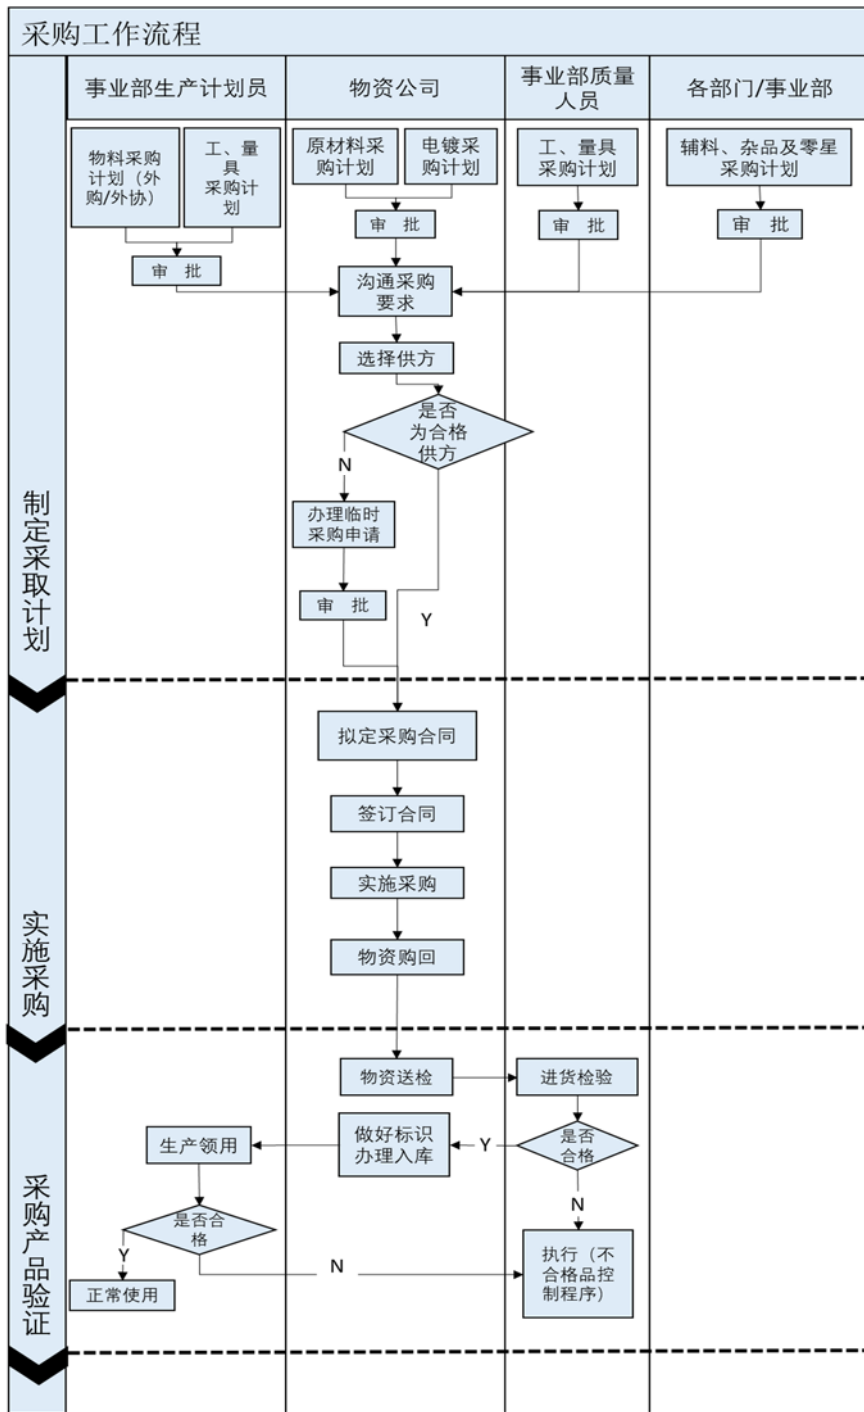 采购工作流程
事业部生产计划员
物资公司
事业部质量
人员
各部门/事业部
物料采购
计划（外
购/外协）
工、量
具
采购计
划
原材料采
购计划
电镀采
购计划
工、量具
采购计划
辅料、杂品及零星
采购计划
审 批
审 批
审 批
审 批
沟通采购
要求
选择供方
是否
为合格
供方
N
办理临时
采购申请
审 批
Y
制定采取计划
拟定采购合同
签订合同
实施采购
物资购回
实施采购
物资送检
进货检验
是否
合格
Y
做好标识
办理入库
生产领用
N
是否合
格
Y
N
正常使用
执行（不
合格品控
制程序）
采购产品验证